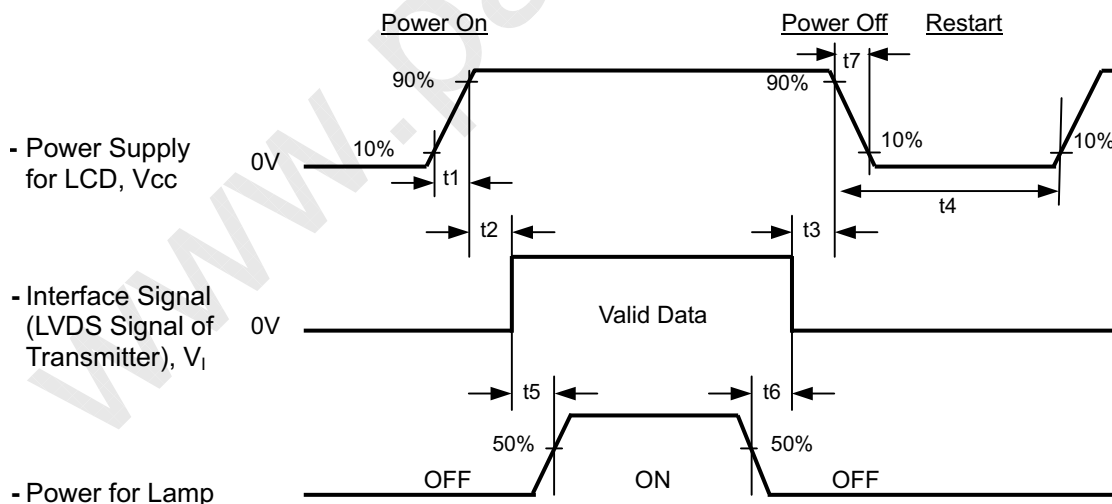 Power On Power Off Restart
t7
90% 90%
- Power Supply
for LCD, Vcc
0V 10% 10% 10%
t1
t4
t2 t3
- Interface Signal
(LVDS Signal of
Transmitter), VI
0V Valid Data
t5 t6
50% 50%
- Power for Lamp OFF ON OFF
www.pa